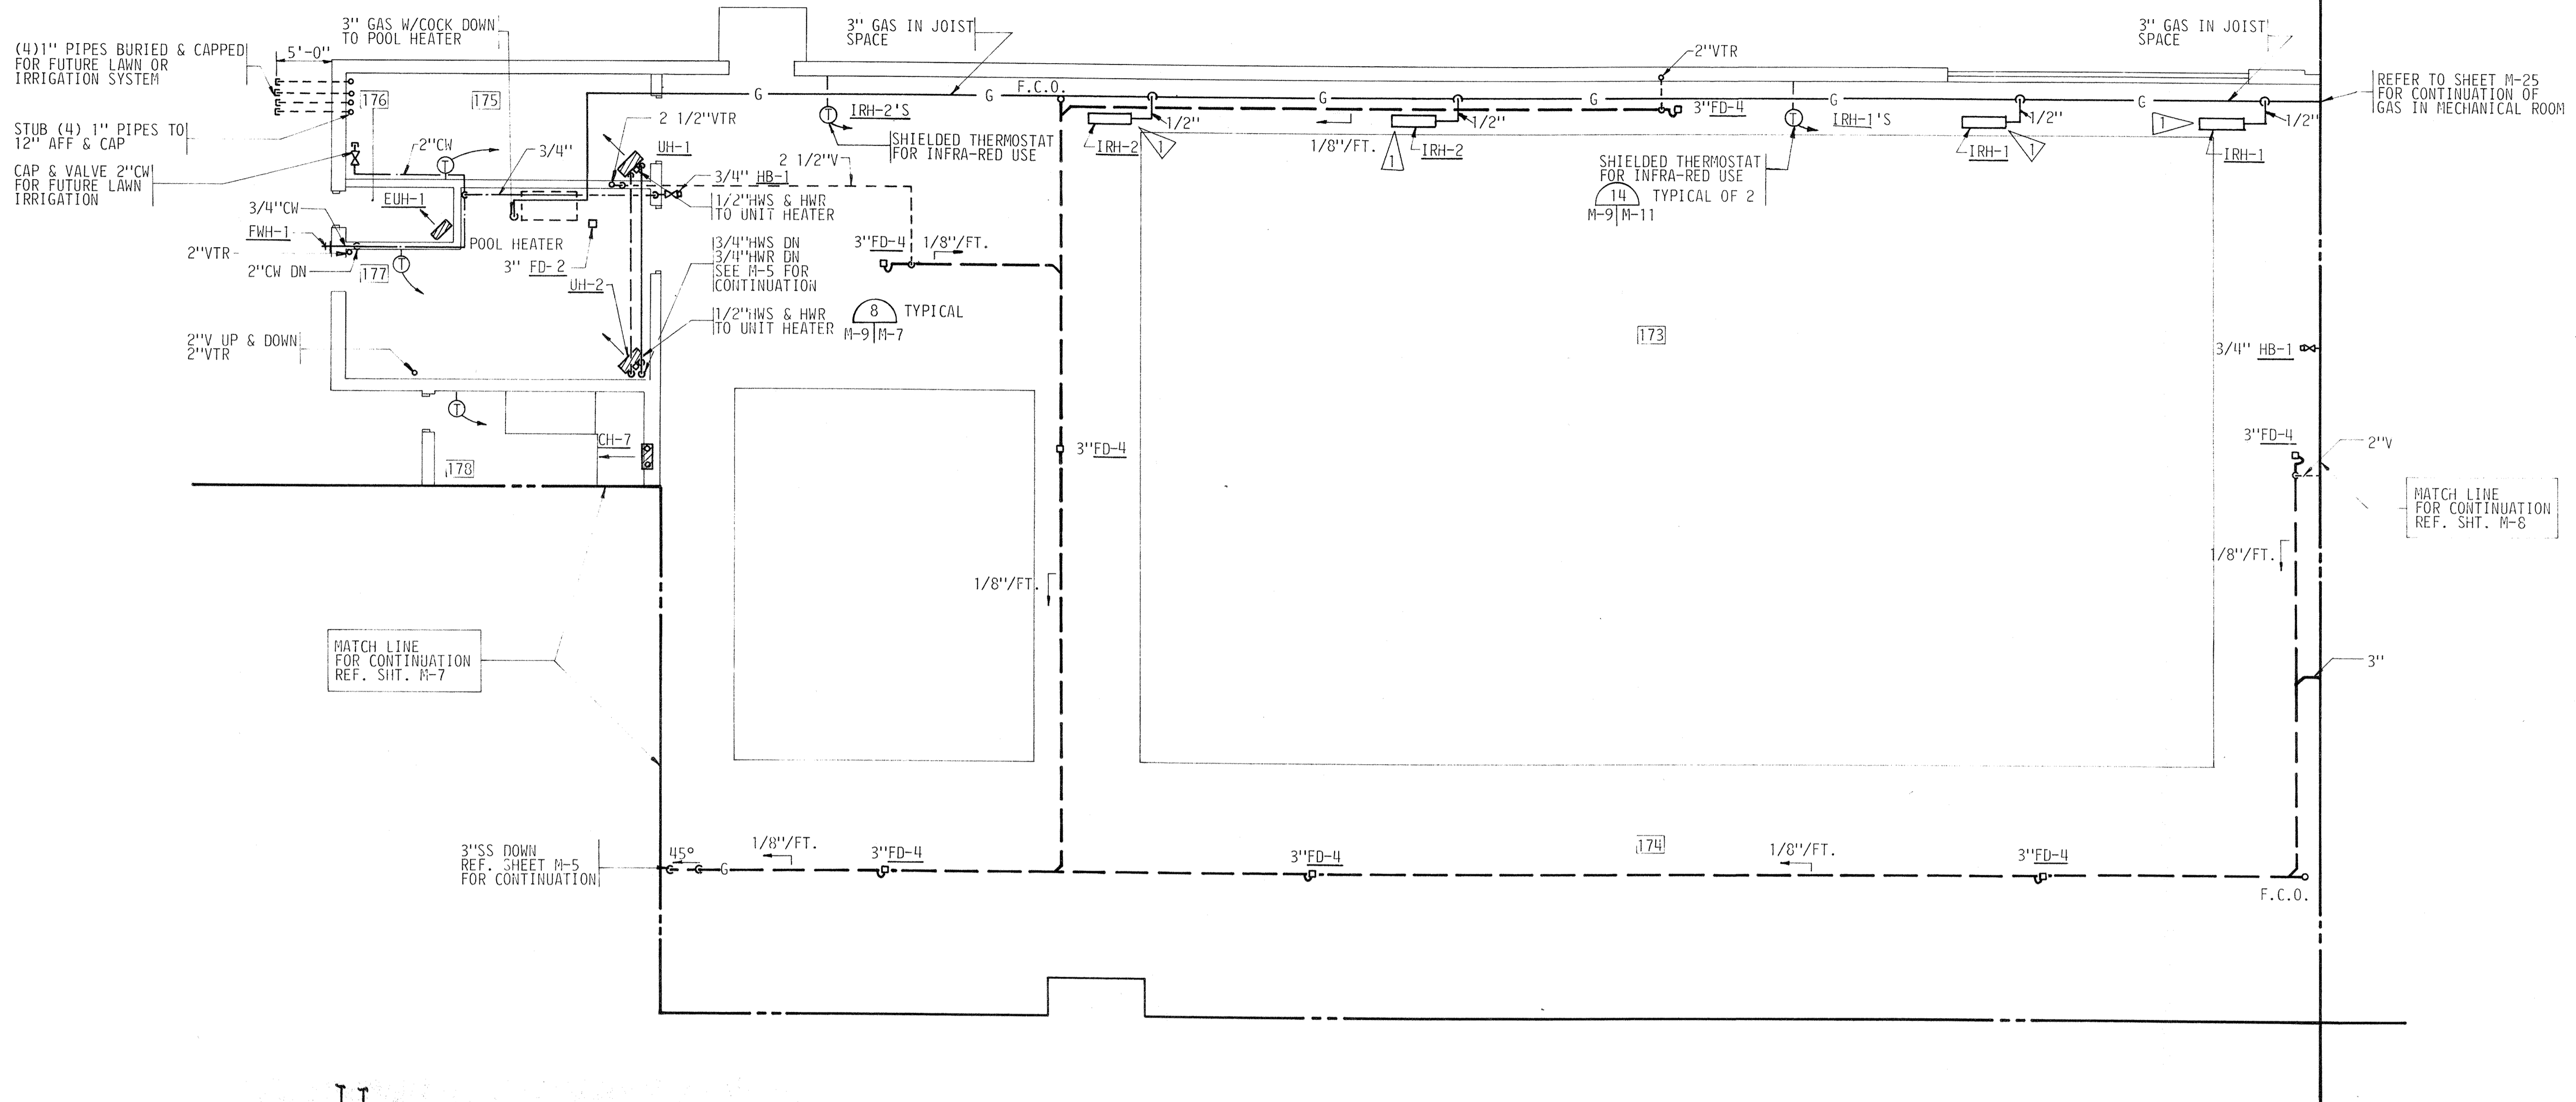 3" GAS W/COCK DOWN
TO POOL HEATER
3" GAS IN JOIST
SPACE
3" GAS IN JOIST
SPACE
(4)1" PIPES BURIED & CAPPED
FOR FUTURE LAWN OR
IRRIGATION SYSTEM
5'-0"
2"VTR
REFER TO SHEET M-25
FOR CONTINUATION OF
GAS IN MECHANICAL ROOM
176
175
G
G
F.C.O.
G
G
G
G
IRH-2'S
3"FD-4
IRH-1'S
STUB (4) 1" PIPES TO
12" AFF & CAP
2"CW
T
3/4"
2 1/2"VTR
UH-1
T
SHIELDED THERMOSTAT
FOR INFRA-RED USE
1/2"
IRH-2
1
1/8"/FT.
1
1/2"
IRH-2
T
1/2"
IRH-1
1
1
1/2"
IRH-1
CAP & VALVE 2"CW
FOR FUTURE LAWN
IRRIGATION
2 1/2"V
3/4" HB-1
1/2"HWS & HWR
TO UNIT HEATER
SHIELDED THERMOSTAT
FOR INFRA-RED USE
14
M-9 M-11
TYPICAL OF 2
EUH-1
3/4"CW
FWH-1
2"VTR
2"CW DN
177
T
POOL HEATER
3" FD-2
UH-2
3/4"HWS DN
3/4"HWR DN
SEE M-5 FOR
CONTINUATION
3"FD-4
1/8"/FT.
1/2"HWS & HWR
TO UNIT HEATER
8
M-9 M-7
TYPICAL
173
2"V UP & DOWN
2"VTR
3/4" HB-1
T
CH-7
178
3"FD-4
3"FD-4
2"V
MATCH LINE
FOR CONTINUATION
REF. SHT. M-8
1/8"/FT.
1/8"/FT.
MATCH LINE
FOR CONTINUATION
REF. SHT. M-7
3"
3"SS DOWN
REF. SHEET M-5
FOR CONTINUATION
45°
G
1/8"/FT.
3"FD-4
3"FD-4
174
1/8"/FT.
3"FD-4
F.C.O.